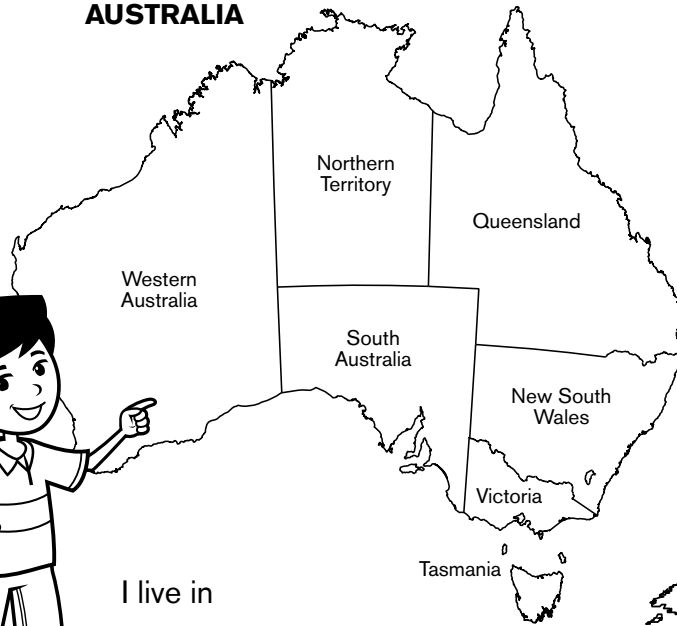 AUSTRALIA
Northern
Territory
Queensland
Western
Australia
South
Australia
New South
Wales
Victoria
Tasmania
I live in